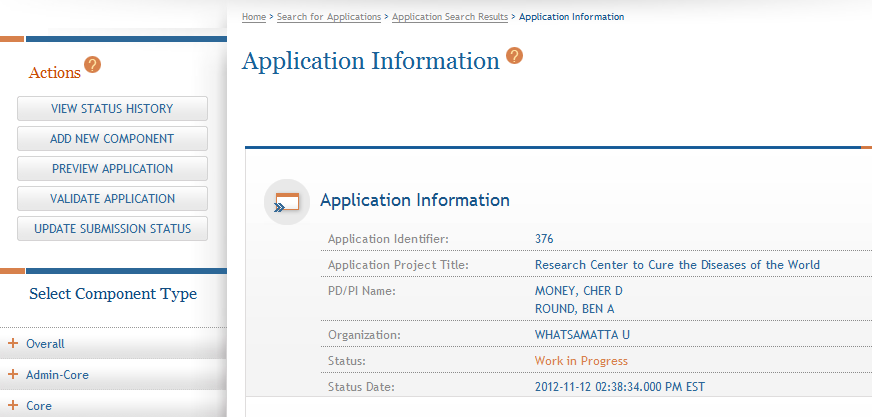 Home > Search for Applications > Application Search Results > Application Information
Actions ?
VIEW STATUS HISTORY
ADD NEW COMPONENT
PREVIEW APPLICATION
VALIDATE APPLICATION
UPDATE SUBMISSION STATUS
Select Component Type
+ Overall
+ Admin-Core
+ Core
Application Information ?
Application Information
Application Identifier: 376
Application Project Title: Research Center to Cure the Diseases of the World
PD/PI Name: MONEY, CHER D
ROUND, BEN A
Organization: WHATSAMATTA U
Status: Work in Progress
Status Date: 2012-11-12 02:38:34.000 PM EST